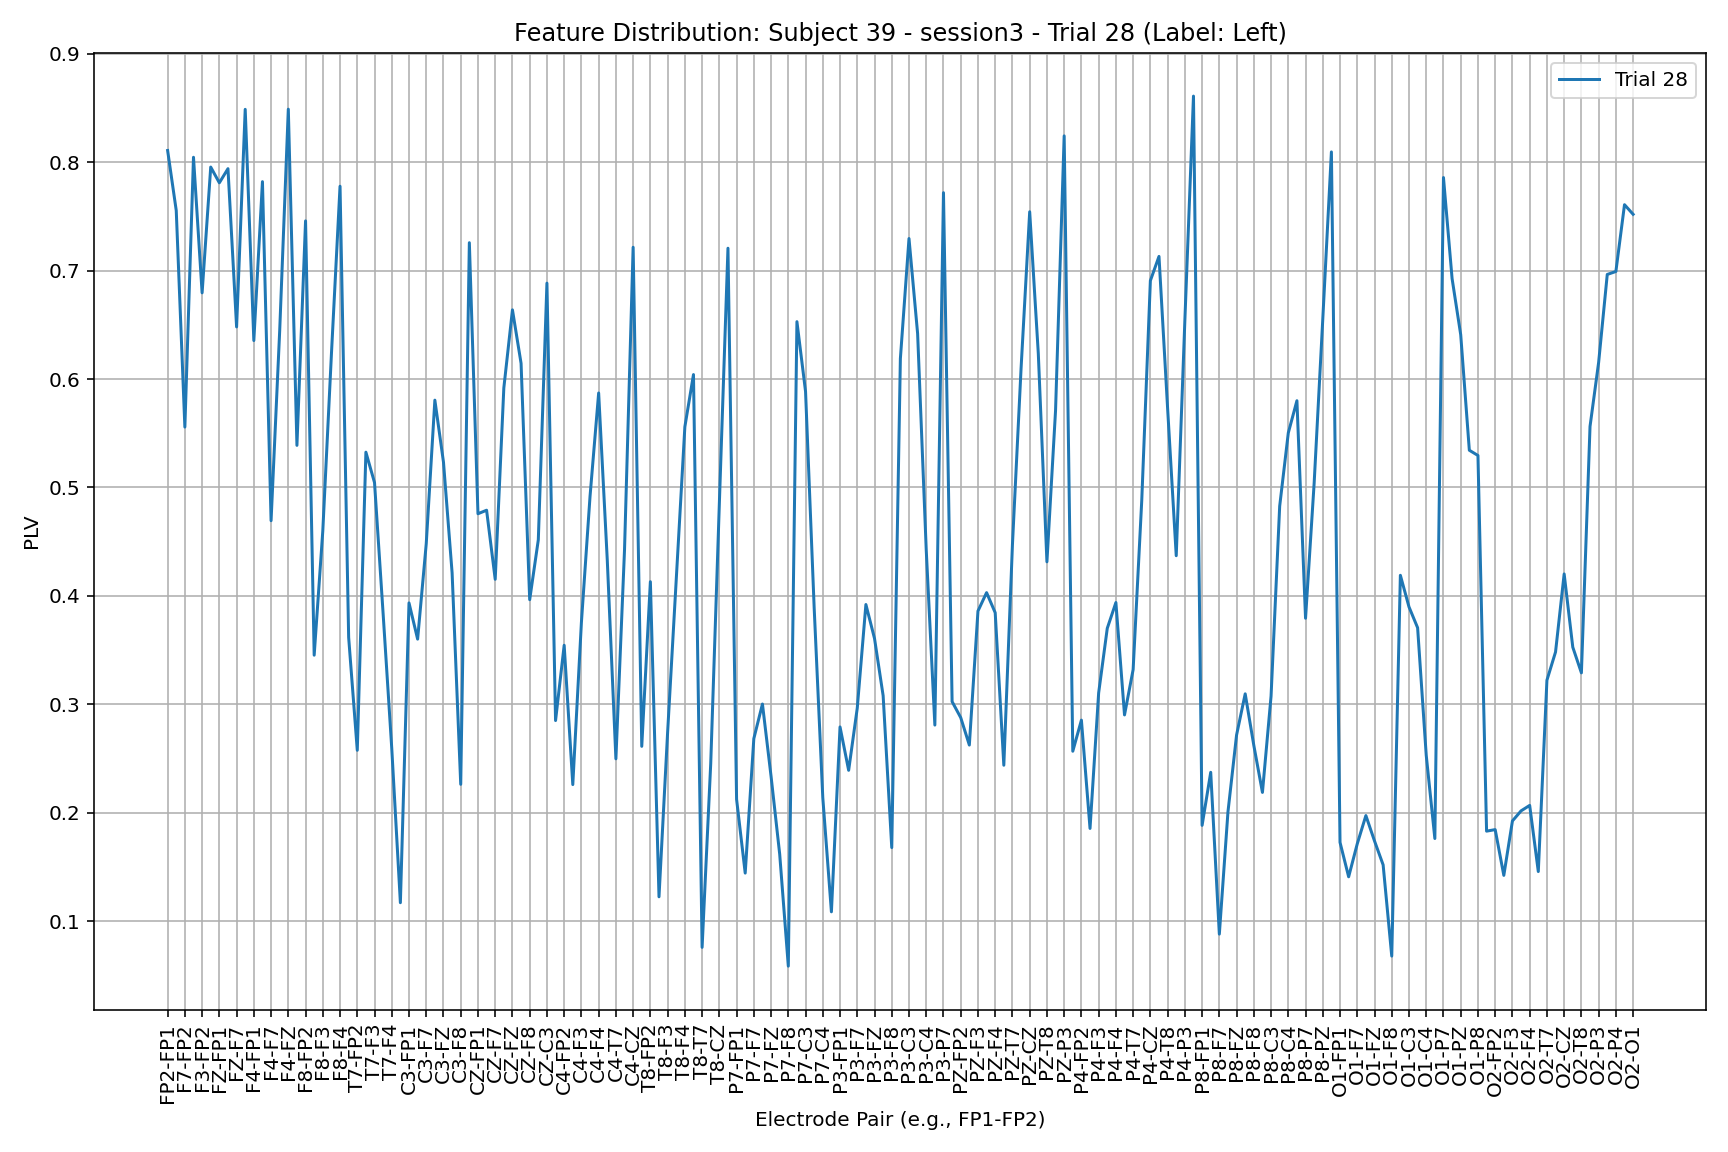 Feature Distribution: Subject 39 - session3 - Trial 28 (Label: Left)
Trial 28
0.9
0.8
0.7
0.6
0.5
0.4
0.3
0.2
0.1
PLV
FP2-FP1
F7-FP2
F3-FP2
FZ-FP1
FZ-F7
F4-FP1
F4-F7
F4-FZ
F8-FP2
F8-F3
F8-F4
T7-FP2
T7-F3
T7-F4
C3-FP1
C3-F7
C3-FZ
C3-F8
CZ-FP1
CZ-F7
CZ-FZ
CZ-F8
CZ-C3
C4-FP2
C4-F3
C4-F4
C4-T7
C4-CZ
T8-FP2
T8-F3
T8-F4
T8-T7
T8-CZ
P7-FP1
P7-F7
P7-FZ
P7-F8
P7-C3
P7-C4
P3-FP1
P3-F7
P3-FZ
P3-F8
P3-C3
P3-C4
P3-P7
PZ-FP2
PZ-F3
PZ-F4
PZ-T7
PZ-CZ
PZ-T8
PZ-P3
P4-FP2
P4-F3
P4-F4
P4-T7
P4-CZ
P4-T8
P4-P3
P8-FP1
P8-F7
P8-FZ
P8-F8
P8-C3
P8-C4
P8-P7
P8-PZ
O1-FP1
O1-F7
O1-FZ
O1-F8
O1-C3
O1-C4
O1-P7
O1-PZ
O1-P8
O2-FP2
O2-F3
O2-F4
O2-T7
O2-CZ
O2-T8
O2-P3
O2-P4
O2-O1
Electrode Pair (e.g., FP1-FP2)